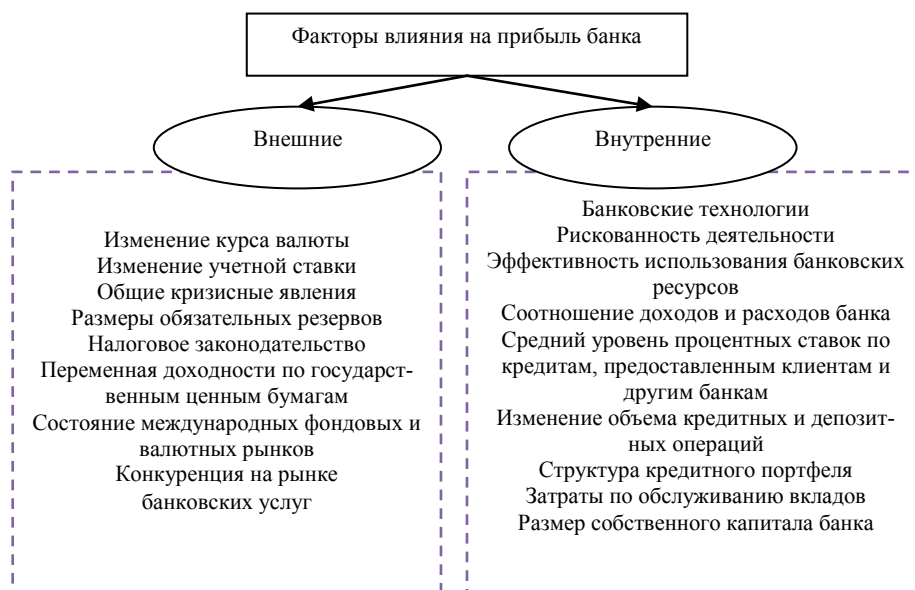 Факторы влияния на прибыль банка
Внешние
Внутренние
Изменение курса валюты
Изменение учетной ставки
Общие кризисные явления
Размеры обязательных резервов
Налоговое законодательство
Переменная доходности по государст-
венным ценным бумагам
Состояние международных фондовых и
валютных рынков
Конкуренция на рынке
банковских услуг
Банковские технологии
Рискованность деятельности
Эффективность использования банковских
ресурсов
Соотношение доходов и расходов банка
Средний уровень процентных ставок по
кредитам, предоставленным клиентам и
другим банкам
Изменение объема кредитных и депозит-
ных операций
Структура кредитного портфеля
Затраты по обслуживанию вкладов
Размер собственного капитала банка